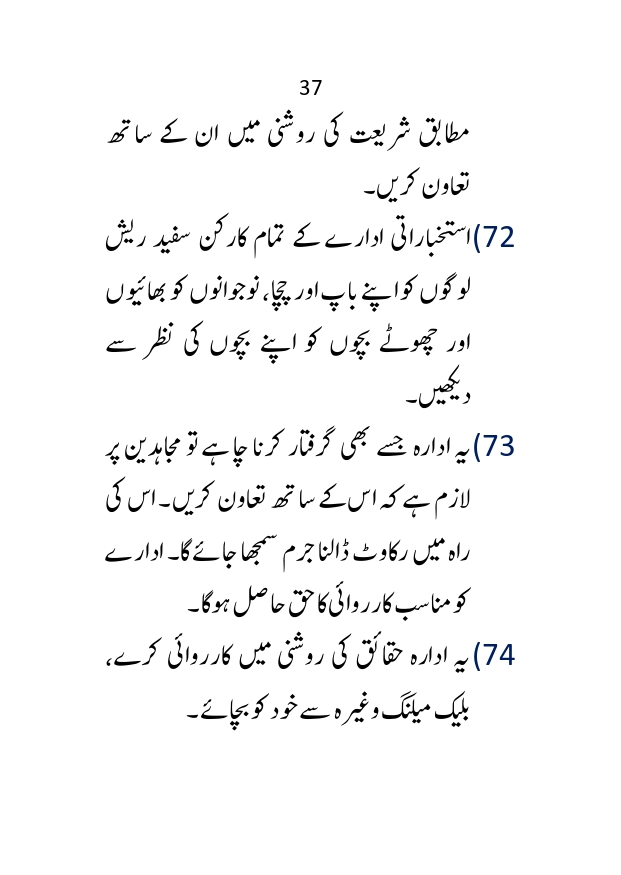 37
مطابق شریعت کی روشنی میں ان کے ساتھ
تعاون کریں۔
72)استخباراتی ادارے کے تمام کارکن سفید ریش
لوگوں کو اپنے باپ اور چچا، نوجوانوں کو بھائیوں
اور چھوٹے بچوں کو اپنے بچوں کی نظر سے
دیکھیں۔
73)یہ ادارہ جسے بھی گرفتار کرنا چاہے تو مجاہدین پر
لازم ہے کہ اس کے ساتھ تعاون کریں۔ اس کی
راہ میں رکاوٹ ڈالنا جرم سمجھا جائے گا۔ ادارے
کو مناسب کارروائی کا حق حاصل ہوگا۔
74)یہ ادارہ حقائق کی روشنی میں کارروائی کرے،
بلیک میلنگ وغیرہ سے خود کو بچائے۔